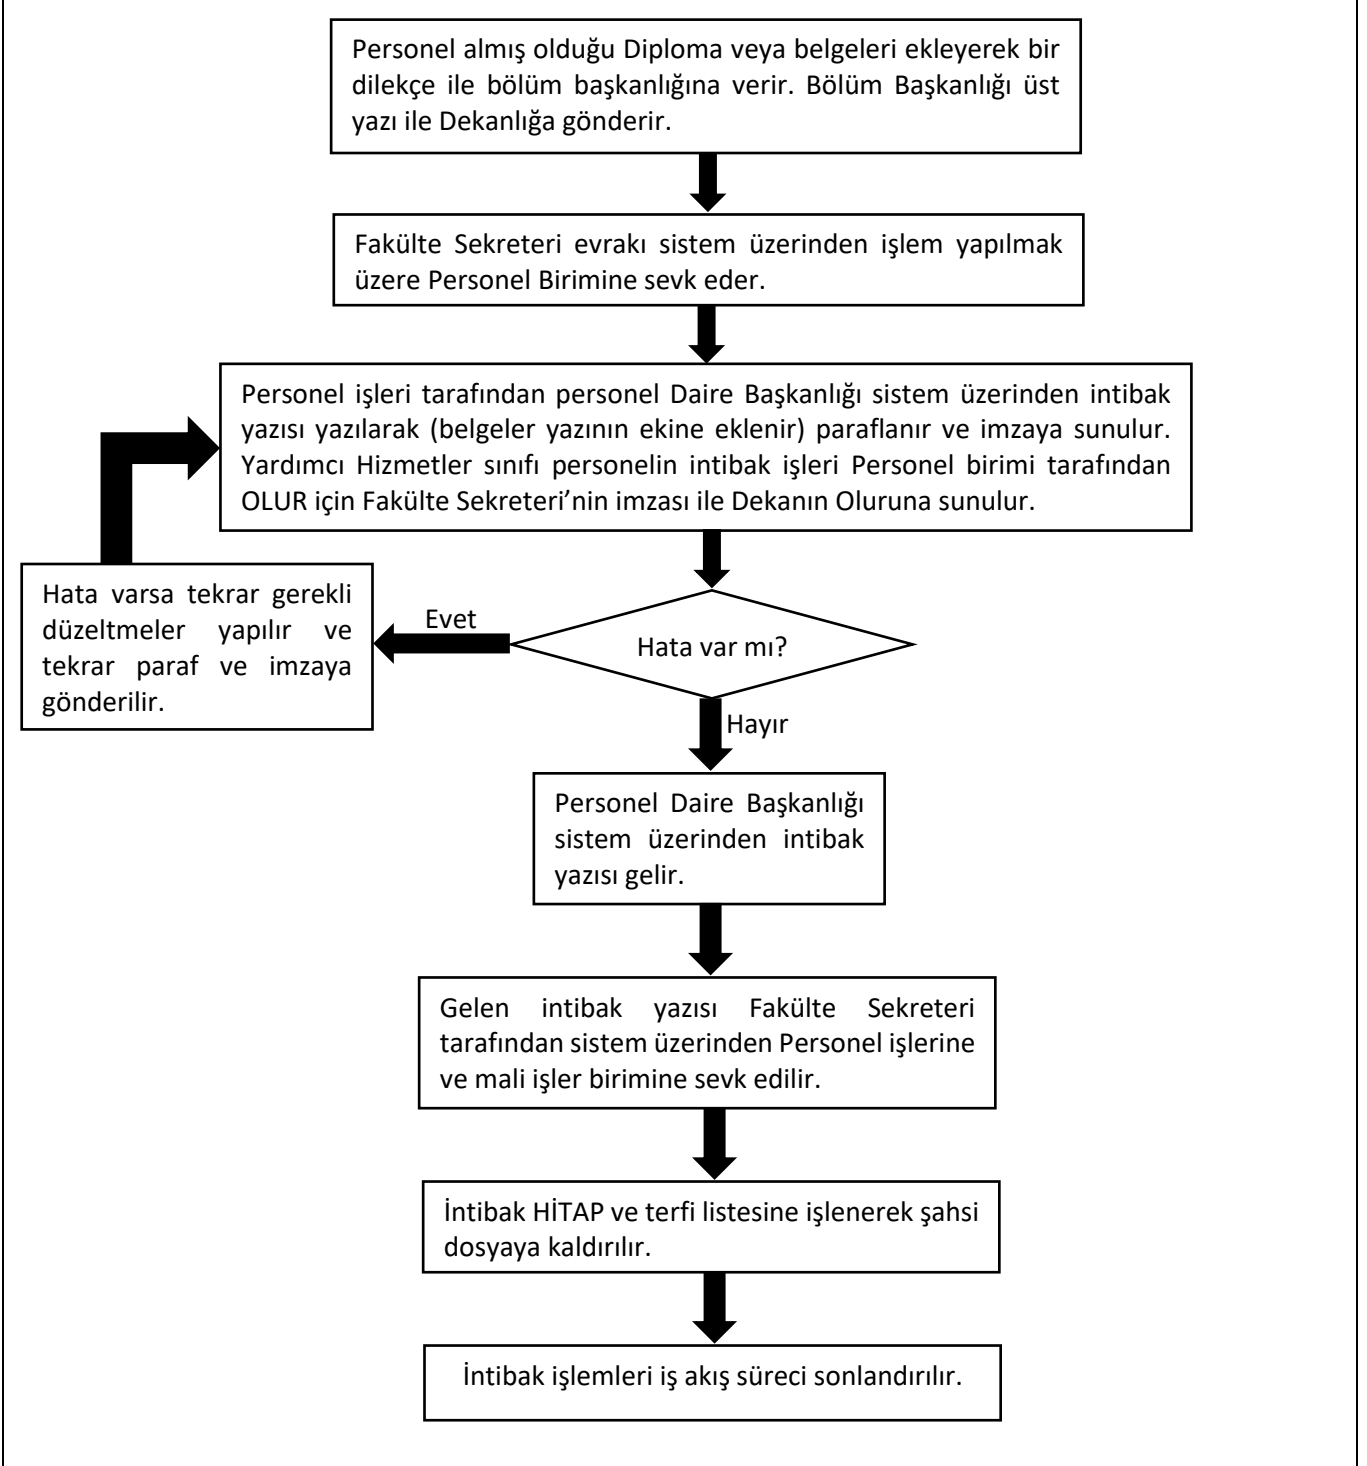 Personel almış olduğu Diploma veya belgeleri ekleyerek bir
dilekçe ile bölüm başkanlığına verir. Bölüm Başkanlığı üst
yazı ile Dekanlığa gönderir.
Fakülte Sekreteri evrakı sistem üzerinden işlem yapılmak
üzere Personel Birimine sevk eder.
Personel işleri tarafından personel Daire Başkanlığı sistem üzerinden intibak
yazısı yazılarak (belgeler yazının ekine eklenir) paraflanır ve imzaya sunulur.
Yardımcı Hizmetler sınıfı personelin intibak işleri Personel birimi tarafından
OLUR için Fakülte Sekreteri’nin imzası ile Dekanın Oluruna sunulur.
Hata var mı?
Evet
Hata varsa tekrar gerekli
düzeltmeler yapılır ve
tekrar paraf ve imzaya
gönderilir.
Hayır
Personel Daire Başkanlığı
sistem üzerinden intibak
yazısı gelir.
Gelen intibak yazısı Fakülte Sekreteri
tarafından sistem üzerinden Personel işlerine
ve mali işler birimine sevk edilir.
İntibak HİTAP ve terfi listesine işlenerek şahsi
dosyaya kaldırılır.
İntibak işlemleri iş akış süreci sonlandırılır.